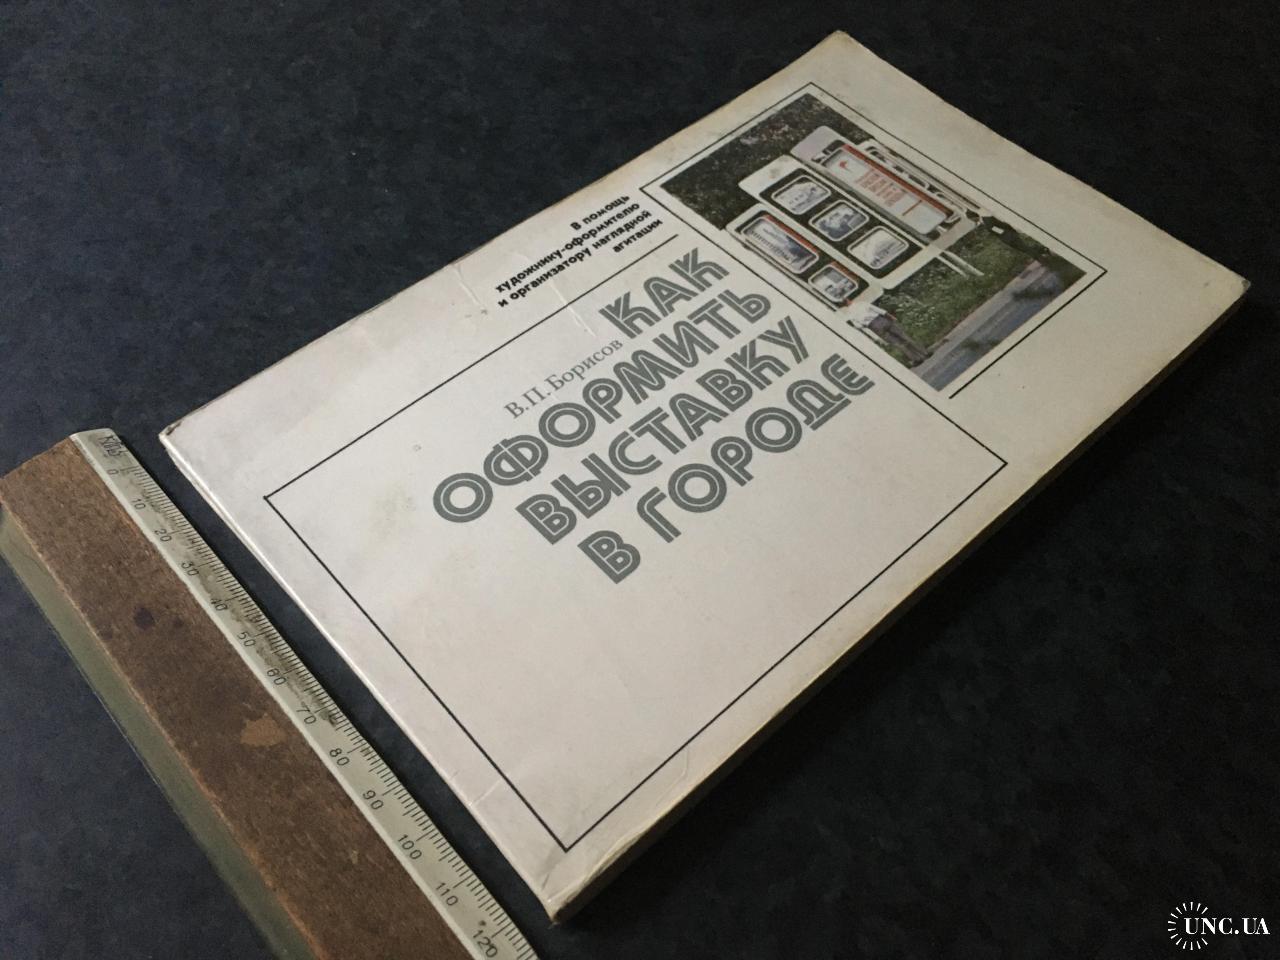 В помощь
художнику-оформителю
и организатору наглядной
агитации
В.П.Борисов
КАК
ОФОРМИТЬ
ВЫСТАВКУ
В ГОРОДЕ
0
10
20
30
40
50
60
70
80
90
100
110
120
UNC.UA